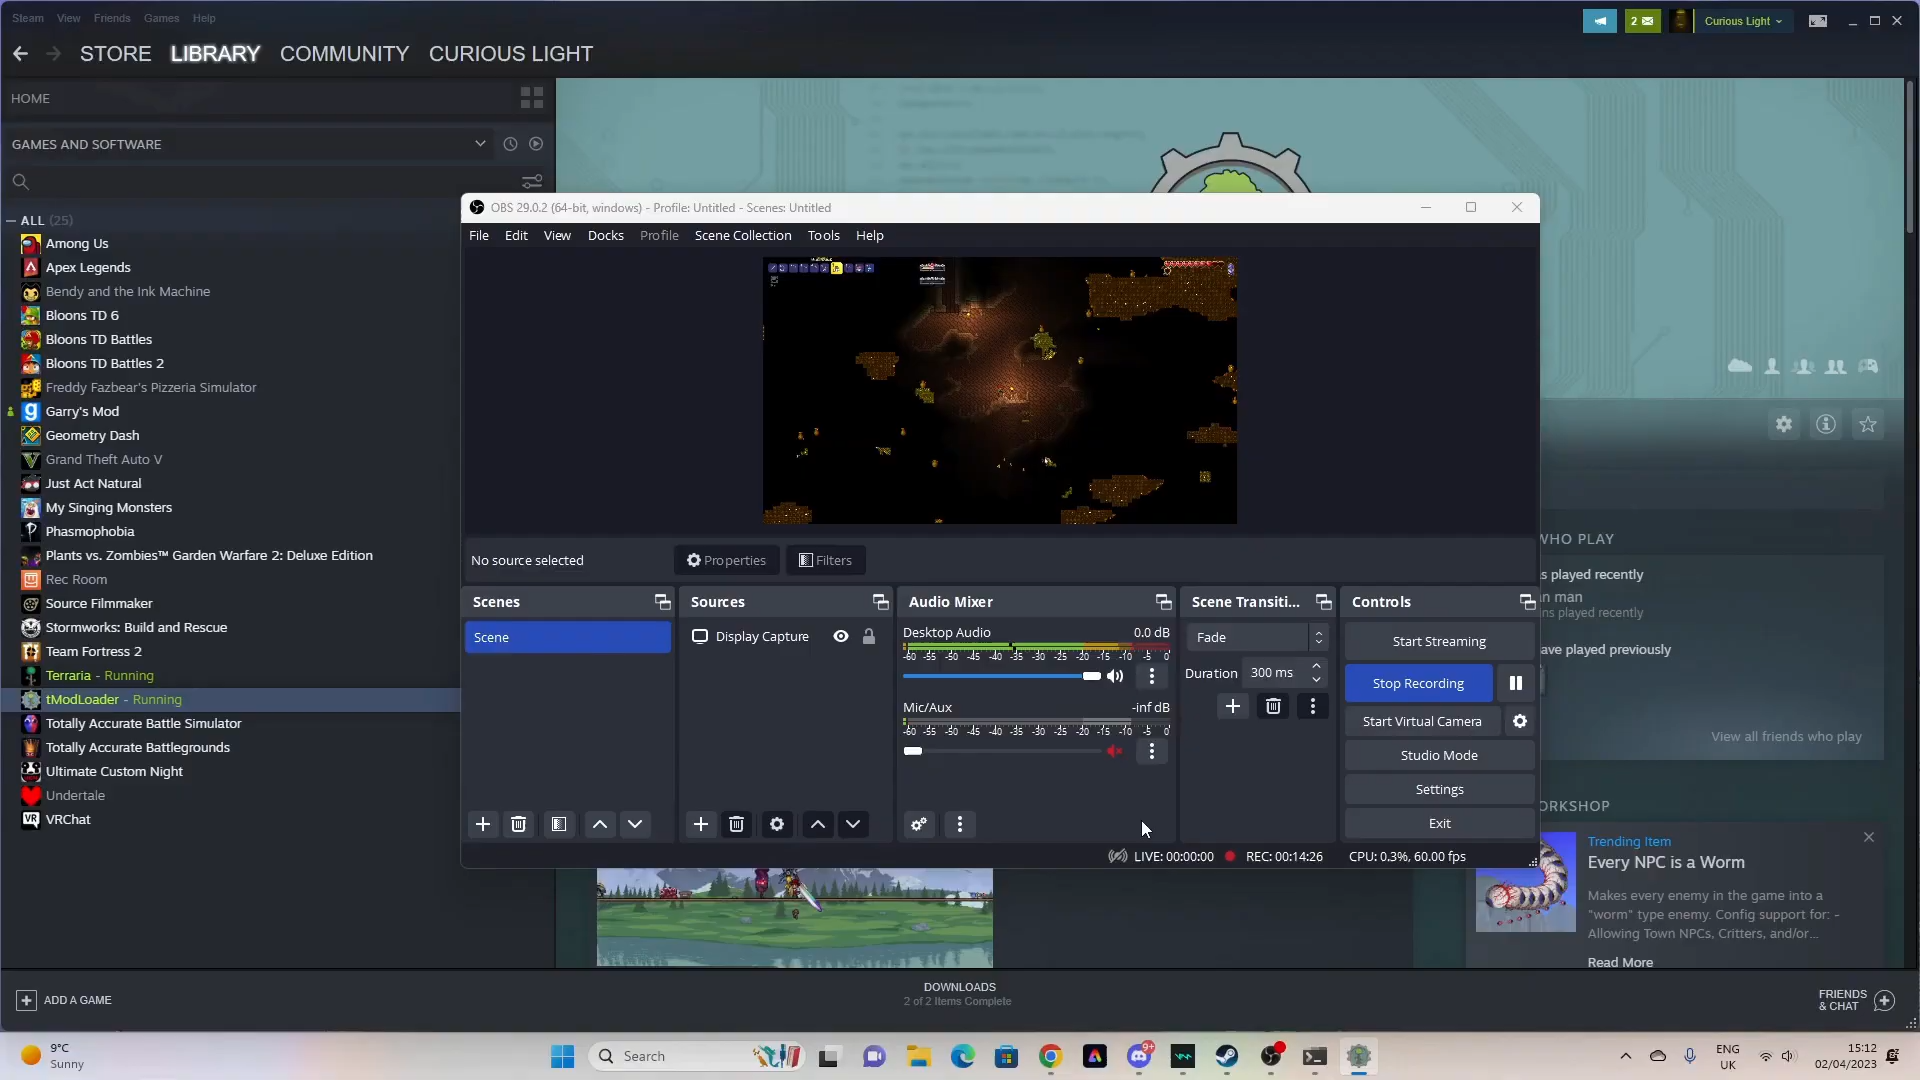 Steam View Friends Games Help
2
Curious Light
STORE LIBRARY COMMUNITY CURIOUS LIGHT
HOME
GAMES AND SOFTWARE
ALL (25)
Among Us
Apex Legends
Bendy and the Ink Machine
Bloons TD 6
Bloons TD Battles
Bloons TD Battles 2
Freddy Fazbear's Pizzeria Simulator
Garry's Mod
Geometry Dash
Grand Theft Auto V
Just Act Natural
My Singing Monsters
Phasmophobia
Plants vs. Zombies™ Garden Warfare 2: Deluxe Edition
Rec Room
Source Filmmaker
Stormworks: Build and Rescue
Team Fortress 2
Terraria - Running
tModLoader - Running
Totally Accurate Battle Simulator
Totally Accurate Battlegrounds
Ultimate Custom Night
Undertale
VRChat
OBS 29.0.2 (64-bit, windows) - Profile: Untitled - Scenes: Untitled
File Edit View Docks Profile Scene Collection Tools Help
No source selected
Properties
Filters
Scenes
Scene
Sources
Display Capture
Audio Mixer
Desktop Audio 0.0 dB
-60 -55 -50 -45 -40 -35 -30 -25 -20 -15 -10 -5 0
Mic/Aux -inf dB
-60 -55 -50 -45 -40 -35 -30 -25 -20 -15 -10 -5 0
Scene Transiti...
Fade
Duration 300 ms
Controls
Start Streaming
Stop Recording
Start Virtual Camera
Studio Mode
Settings
Exit
LIVE: 00:00:00 REC: 00:14:26 CPU: 0.3%, 60.00 fps
WHO PLAY
s played recently
n man
ns played recently
ave played previously
View all friends who play
ORKSHOP
Trending Item
Every NPC is a Worm
Makes every enemy in the game into a
"worm" type enemy. Config support for: -
Allowing Town NPCs, Critters, and/or...
Read More
ADD A GAME
DOWNLOADS
2 of 2 Items Complete
FRIENDS
& CHAT
9°C
Sunny
Search
9+
ENG
UK
15:12
02/04/2023